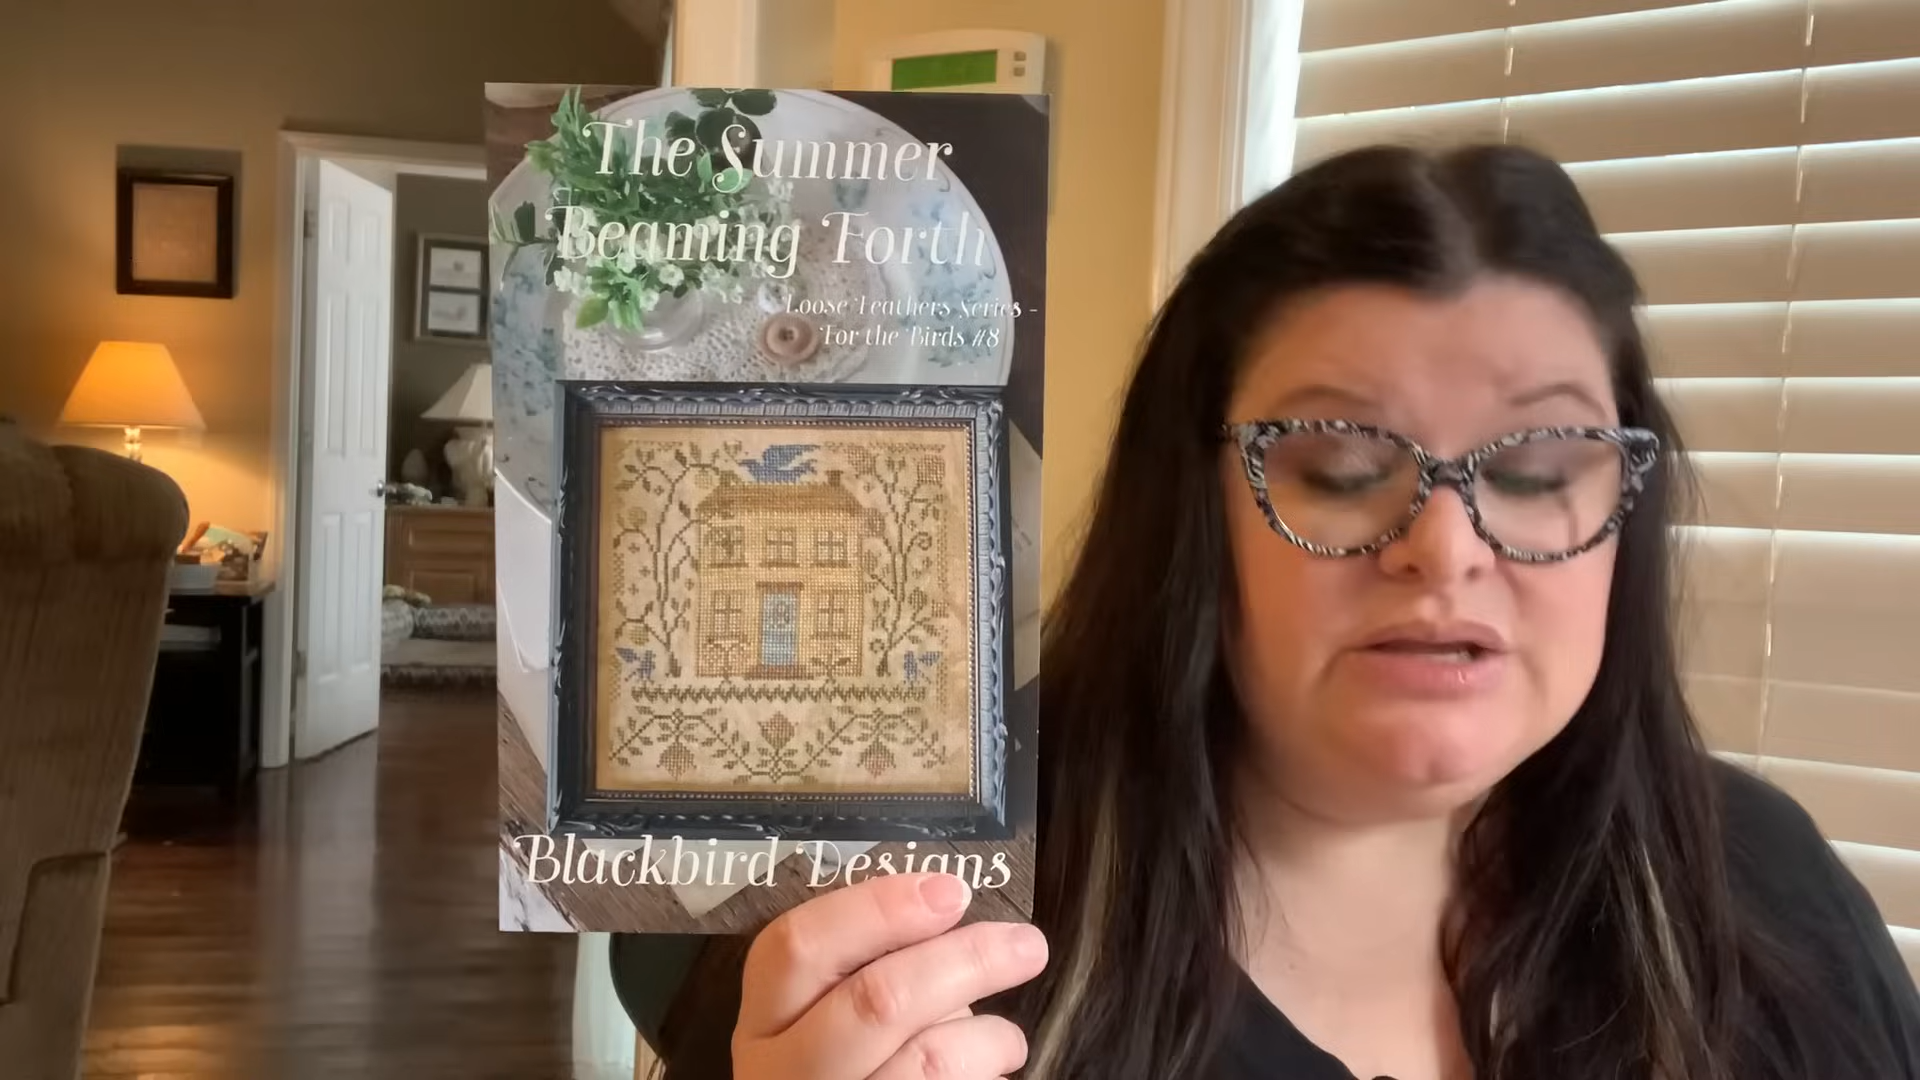 The Summer
Beaming Forth
Loose Feathers Series -
For the Birds #8
Blackbird Designs